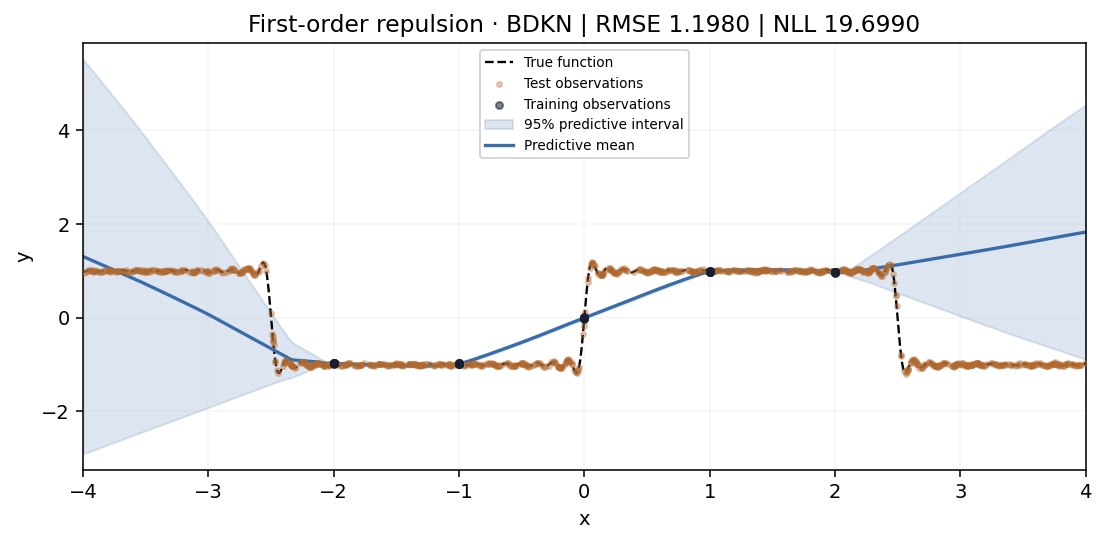 First-order repulsion · BDKN | RMSE 1.1980 | NLL 19.6990
True function
Test observations
Training observations
95% predictive interval
Predictive mean
y
4
2
0
−2
−4
−3
−2
−1
0
1
2
3
4
x